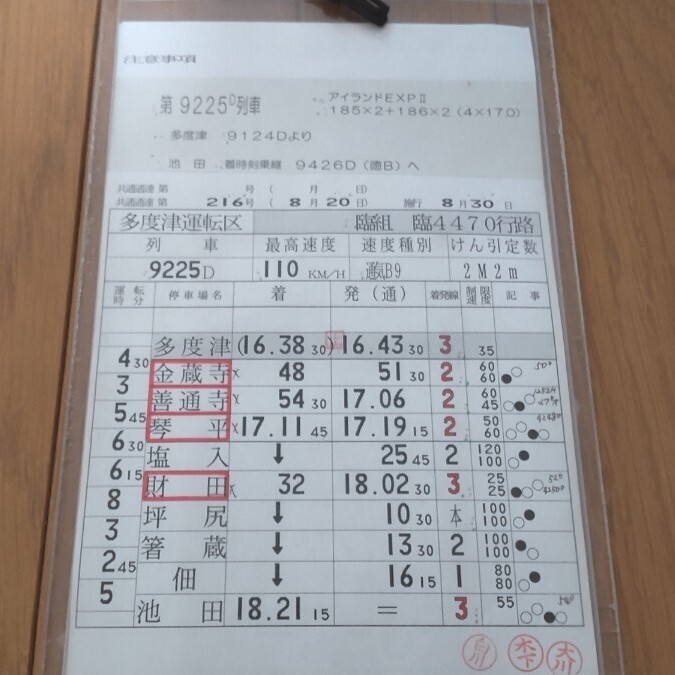 注意事項
第9225D列車 アイランドEXPⅡ
185×2+186×2 (4×17.0)
多度津 9124Dより
池田 着時刻乗継 9426D (徳B) へ
共通通達 第 号 ( 月 日)
共通通達 第 216号 ( 8月20日) 施行 8月30日
多度津運転区 臨組 臨4470行路
列車 最高速度 速度種別 けん引定数
9225D 110 KM/H 通気B9 2M2m
運転時分 停車場名 着 発(通) 着発線 制限速度 記事
多度津 (16.38 30) 16.43 30 3 35
4 30
金蔵寺 × 48 51 30 2 60 60
3
善通寺 × 54 30 17.06 2 60 45
5 45
琴平 × 17.11 45 17.19 15 2 50 60
6 30
塩入 ↓ 25 45 2 120 100
6 15
財田 × 32 18.02 30 3 25 25
8
坪尻 ↓ 10 30 本 100 100
3
箸蔵 ↓ 13 30 2 100 100
2 45
佃 ↓ 16 15 1 80 80
5
池田 18.21 15 = 3 55
木下 大川